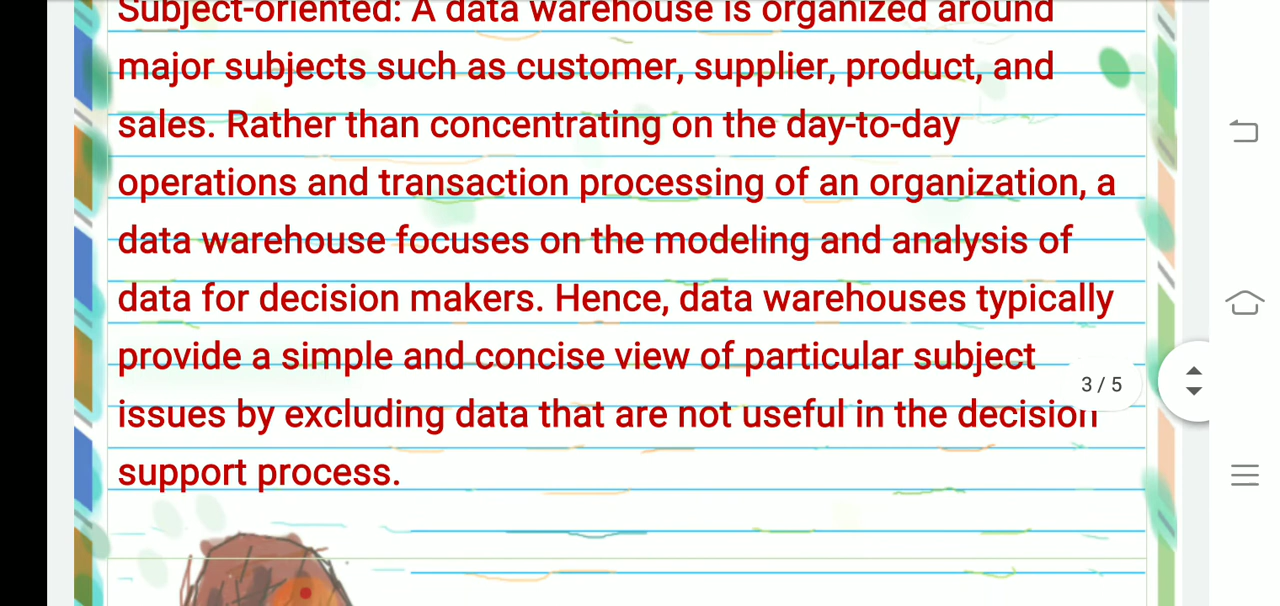 Subject-oriented: A data warehouse is organized around
major subjects such as customer, supplier, product, and
sales. Rather than concentrating on the day-to-day
operations and transaction processing of an organization, a
data warehouse focuses on the modeling and analysis of
data for decision makers. Hence, data warehouses typically
provide a simple and concise view of particular subject
3 / 5
issues by excluding data that are not useful in the decision
support process.